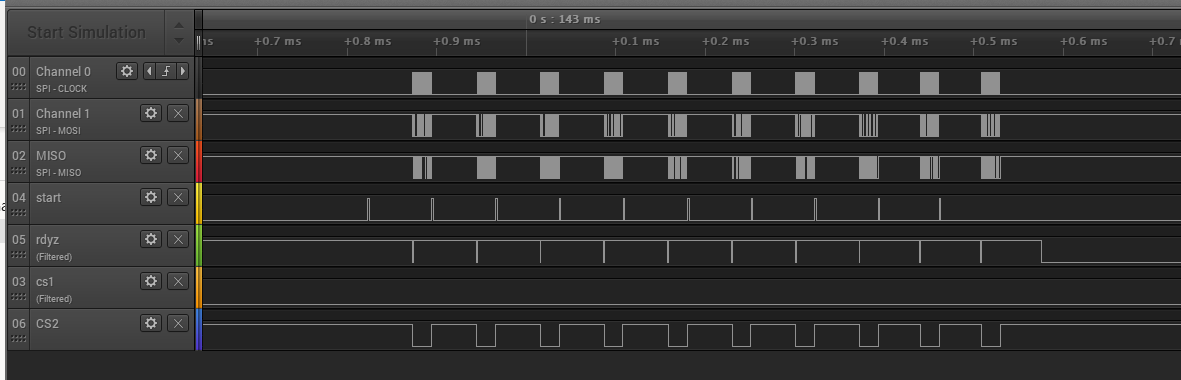 Start Simulation
0 s : 143 ms
ms +0.7 ms +0.8 ms +0.9 ms +0.1 ms +0.2 ms +0.3 ms +0.4 ms +0.5 ms +0.6 ms +0.7
00 Channel 0
SPI - CLOCK
01 Channel 1
SPI - MOSI
02 MISO
SPI - MISO
04 start
05 rdyz
(Filtered)
03 cs1
(Filtered)
06 CS2